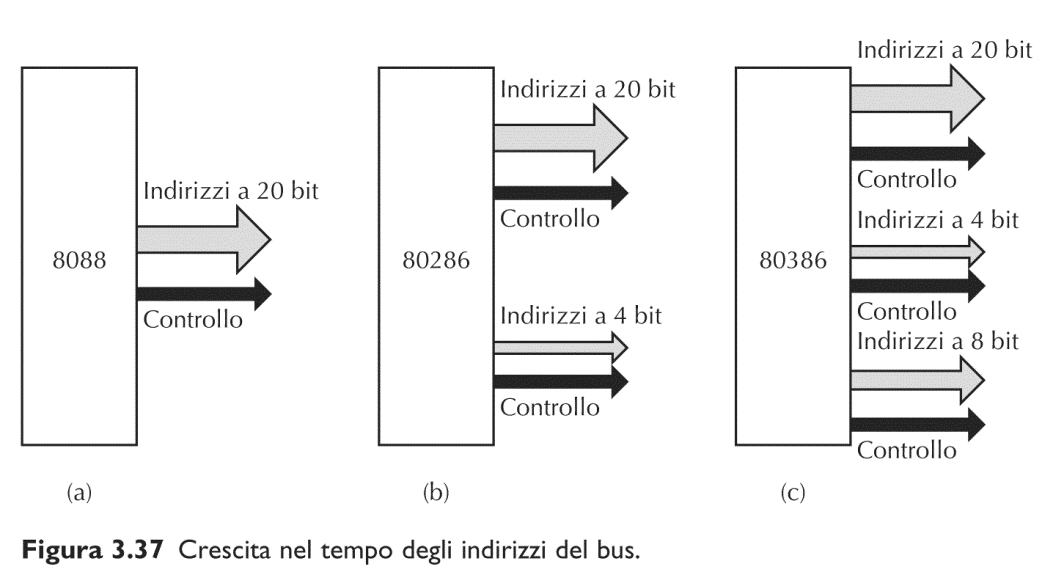 8088
Indirizzi a 20 bit
Controllo
(a)
80286
Indirizzi a 20 bit
Controllo
Indirizzi a 4 bit
Controllo
(b)
80386
Indirizzi a 20 bit
Controllo
Indirizzi a 4 bit
Controllo
Indirizzi a 8 bit
Controllo
(c)
Figura 3.37 Crescita nel tempo degli indirizzi del bus.